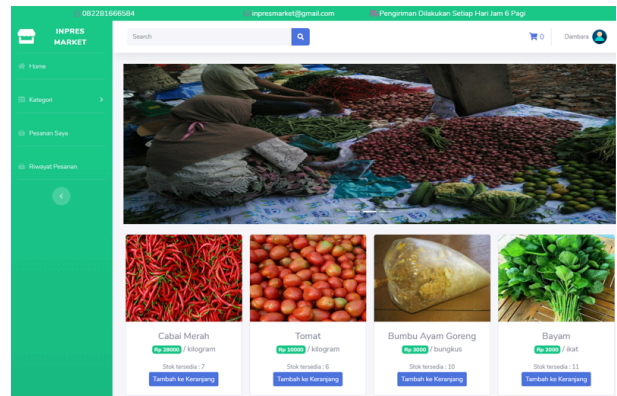 082281666584
inpresmarket@gmail.com
Pengiriman Dilakukan Setiap Hari Jam 6 Pagi
INPRES
MARKET
Search
0
Dambara
Home
Kategori
Pesanan Saya
Riwayat Pesanan
Cabai Merah
Rp 28000 / kilogram
Stok tersedia : 7
Tambah ke Keranjang
Tomat
Rp 10000 / kilogram
Stok tersedia : 6
Tambah ke Keranjang
Bumbu Ayam Goreng
Rp 3000 / bungkus
Stok tersedia : 10
Tambah ke Keranjang
Bayam
Rp 2000 / ikat
Stok tersedia : 11
Tambah ke Keranjang